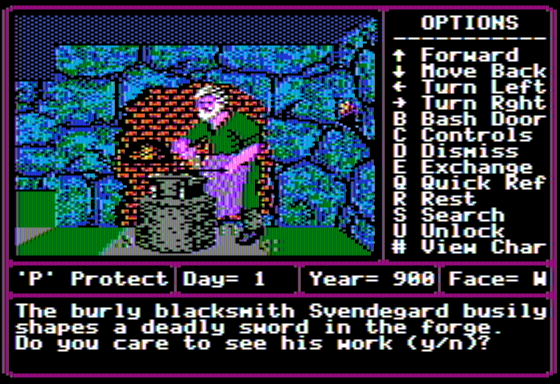 OPTIONS
↑ Forward
↓ Move Back
← Turn Left
→ Turn Rght
B Bash Door
C Controls
D Dismiss
E Exchange
Q Quick Ref
R Rest
S Search
U Unlock
# View Char
'P' Protect
Day= 1
Year= 900
Face= W
The burly blacksmith Svendegard busily
shapes a deadly sword in the forge.
Do you care to see his work (y/n)?